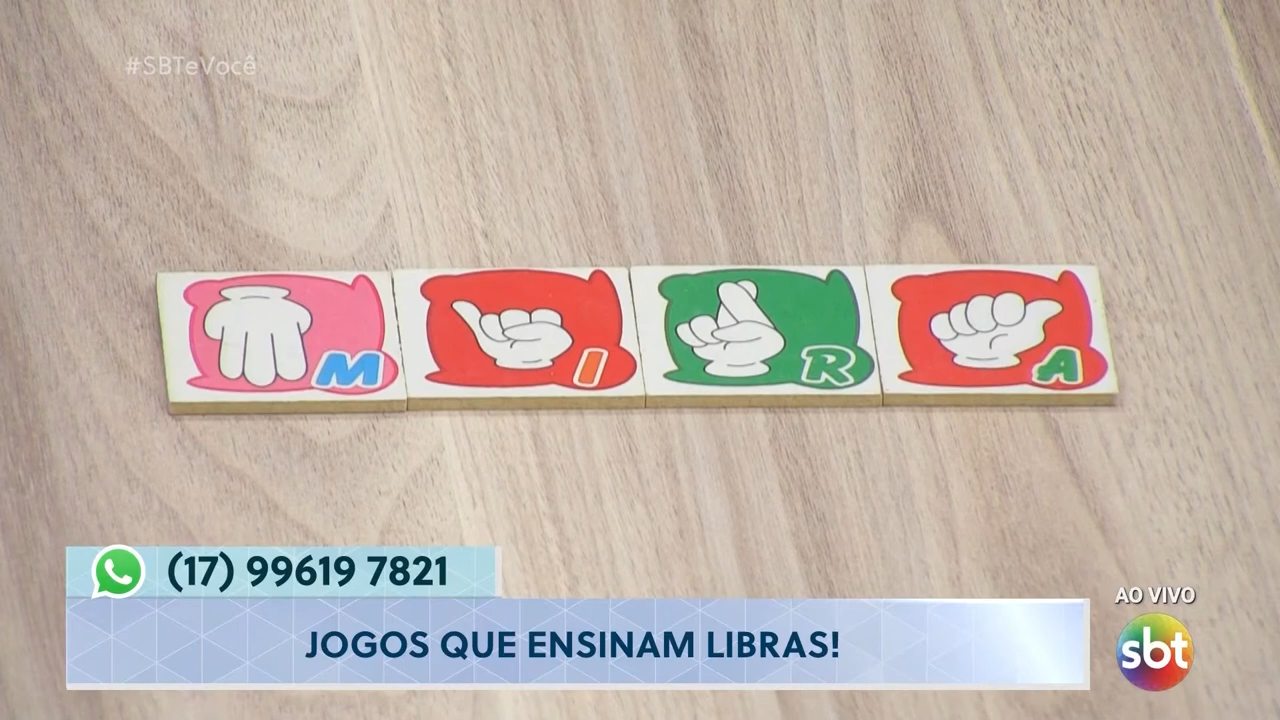 #SBTeVocê
M I R A
(17) 99619 7821
JOGOS QUE ENSINAM LIBRAS!
AO VIVO
sbt